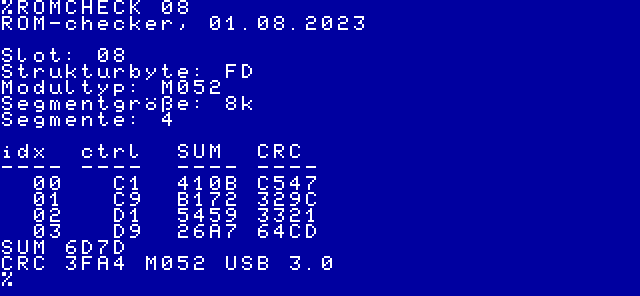 %ROMCHECK 08
ROM-checker, 01.08.2023
Slot: 08
Strukturbyte: FD
Modultyp: M052
Segmentgröße: 8k
Segmente: 4
idx  ctrl  SUM  CRC
---- ---- ---- ----
00 C1 410B C547
01 C9 B172 329C
02 D1 5459 3321
03 D9 26A7 64CD
SUM 6D7D
CRC 3FA4 M052 USB 3.0
%